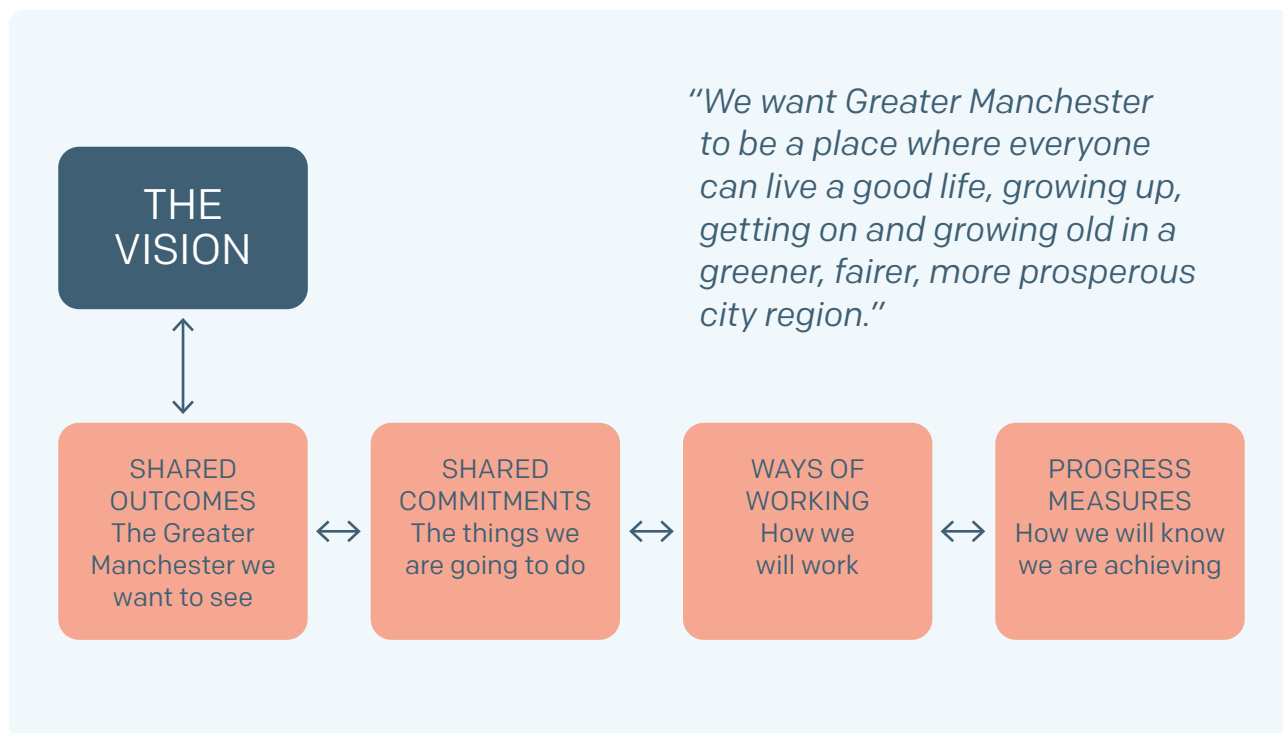 THE
VISION
“We want Greater Manchester
to be a place where everyone
can live a good life, growing up,
getting on and growing old in a
greener, fairer, more prosperous
city region.”
SHARED
OUTCOMES
The Greater
Manchester we
want to see
SHARED
COMMITMENTS
The things we
are going to do
WAYS OF
WORKING
How we
will work
PROGRESS
MEASURES
How we will know
we are achieving